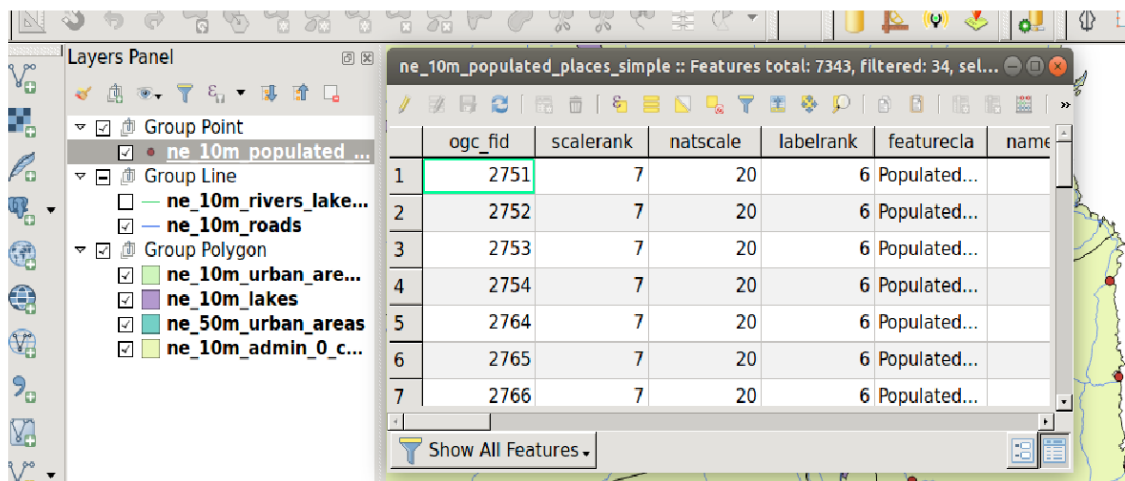 Layers Panel
Group Point
ne_10m_populated_...
Group Line
ne_10m_rivers_lake...
ne_10m_roads
Group Polygon
ne_10m_urban_are...
ne_10m_lakes
ne_50m_urban_areas
ne_10m_admin_0_c...
ne_10m_populated_places_simple :: Features total: 7343, filtered: 34, sel...
ogc_fid scalerank natscale labelrank featurecla name
1 2751 7 20 6 Populated...
2 2752 7 20 6 Populated...
3 2753 7 20 6 Populated...
4 2754 7 20 6 Populated...
5 2764 7 20 6 Populated...
6 2765 7 20 6 Populated...
7 2766 7 20 6 Populated...
Show All Features